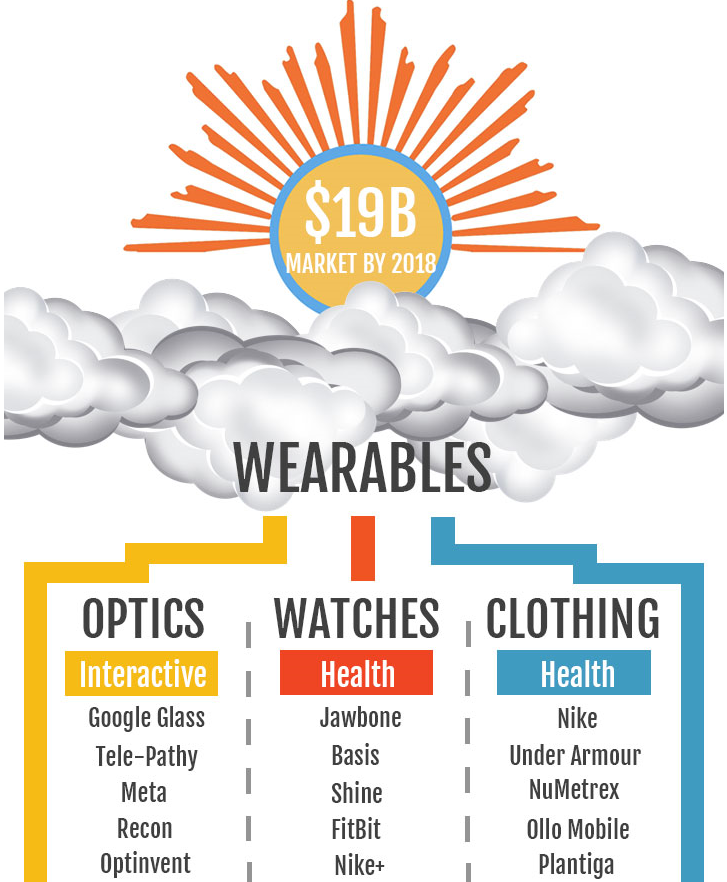 $19B
MARKET BY 2018
WEARABLES
OPTICS
Interactive
Google Glass
Tele-Pathy
Meta
Recon
Optinvent
WATCHES
Health
Jawbone
Basis
Shine
FitBit
Nike+
CLOTHING
Health
Nike
Under Armour
NuMetrex
Ollo Mobile
Plantiga